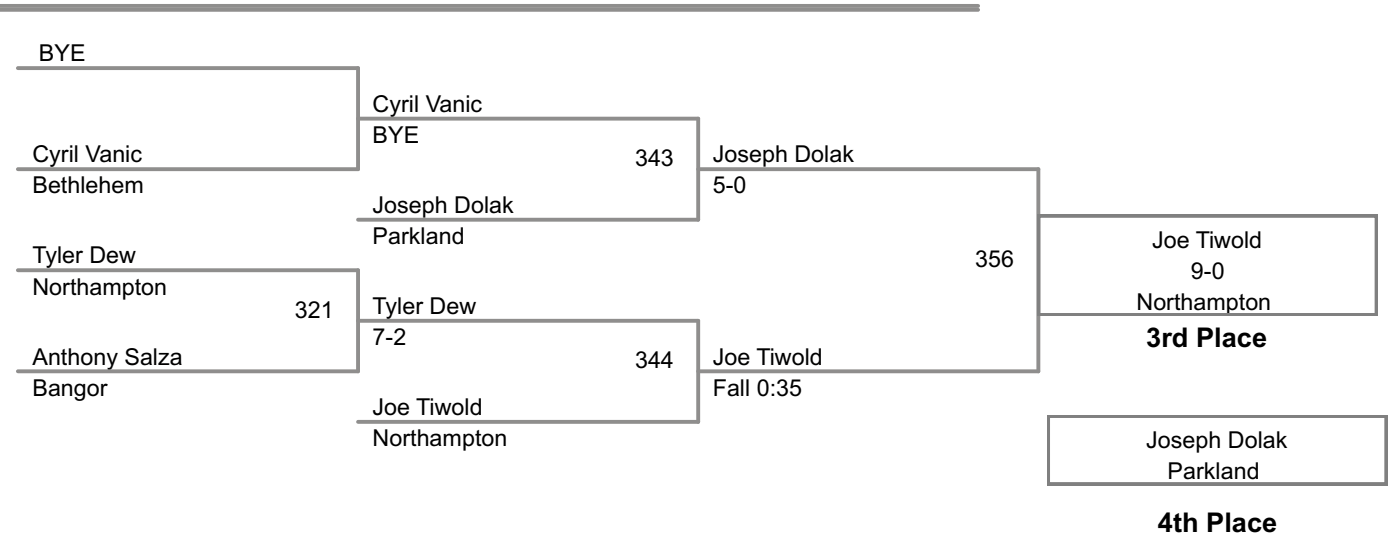 BYE
Cyril Vanic
Bethlehem
Tyler Dew
Northampton
321
Anthony Salza
Bangor
Cyril Vanic
BYE
343
Joseph Dolak
Parkland
Tyler Dew
7-2
344
Joe Tiwold
Northampton
Joseph Dolak
5-0
356
Joe Tiwold
Fall 0:35
Joe Tiwold
9-0
Northampton
3rd Place
Joseph Dolak
Parkland
4th Place